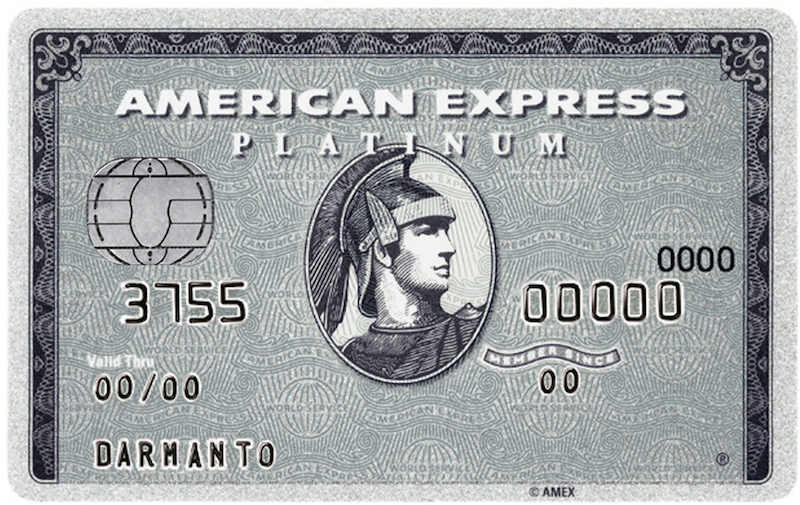 AMERICAN EXPRESS
PLATINUM
0000
3755 00000
Valid Thru MEMBER SINCE
00/00 00
DARMANTO
®
© AMEX